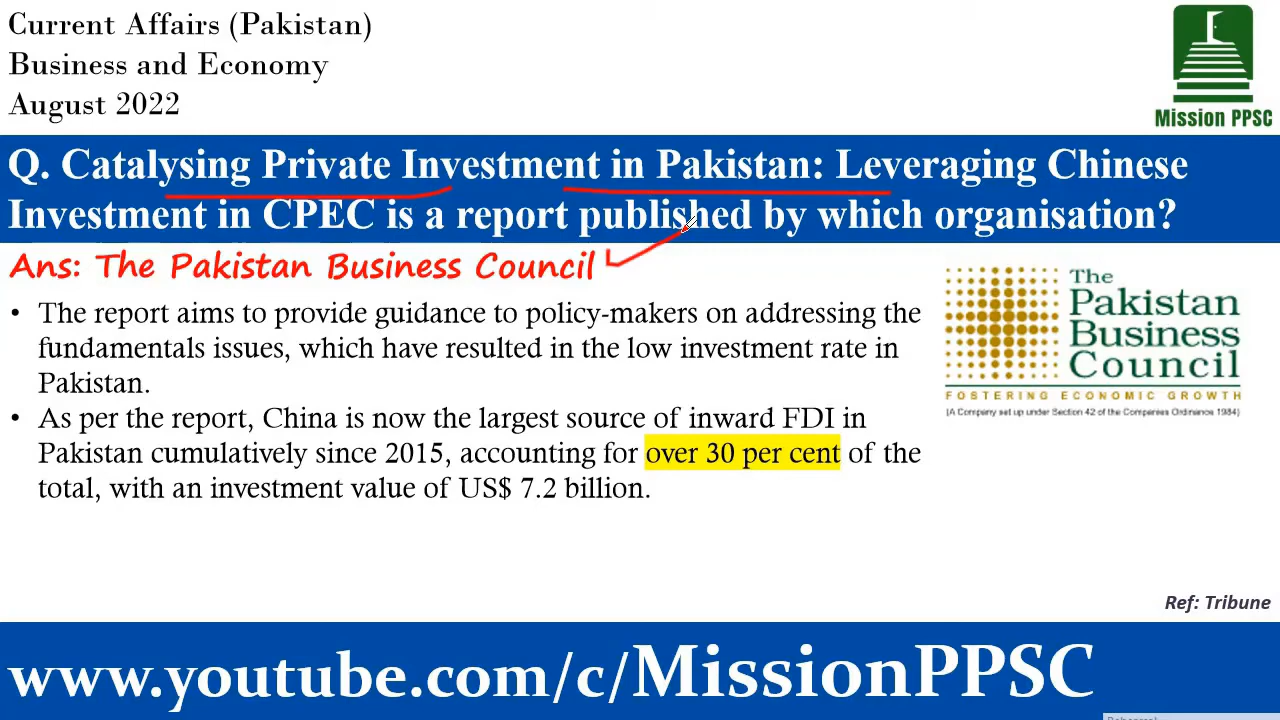 Current Affairs (Pakistan)
Business and Economy
August 2022
Mission PPSC
Q. Catalysing Private Investment in Pakistan: Leveraging Chinese
Investment in CPEC is a report published by which organisation?
Ans: The Pakistan Business Council
• The report aims to provide guidance to policy-makers on addressing the
fundamentals issues, which have resulted in the low investment rate in
Pakistan.
• As per the report, China is now the largest source of inward FDI in
Pakistan cumulatively since 2015, accounting for over 30 per cent of the
total, with an investment value of US$ 7.2 billion.
The
Pakistan
Business
Council
FOSTERING ECONOMIC GROWTH
(A Company set up under Section 42 of the Companies Ordinance 1984)
Ref: Tribune
www.youtube.com/c/MissionPPSC